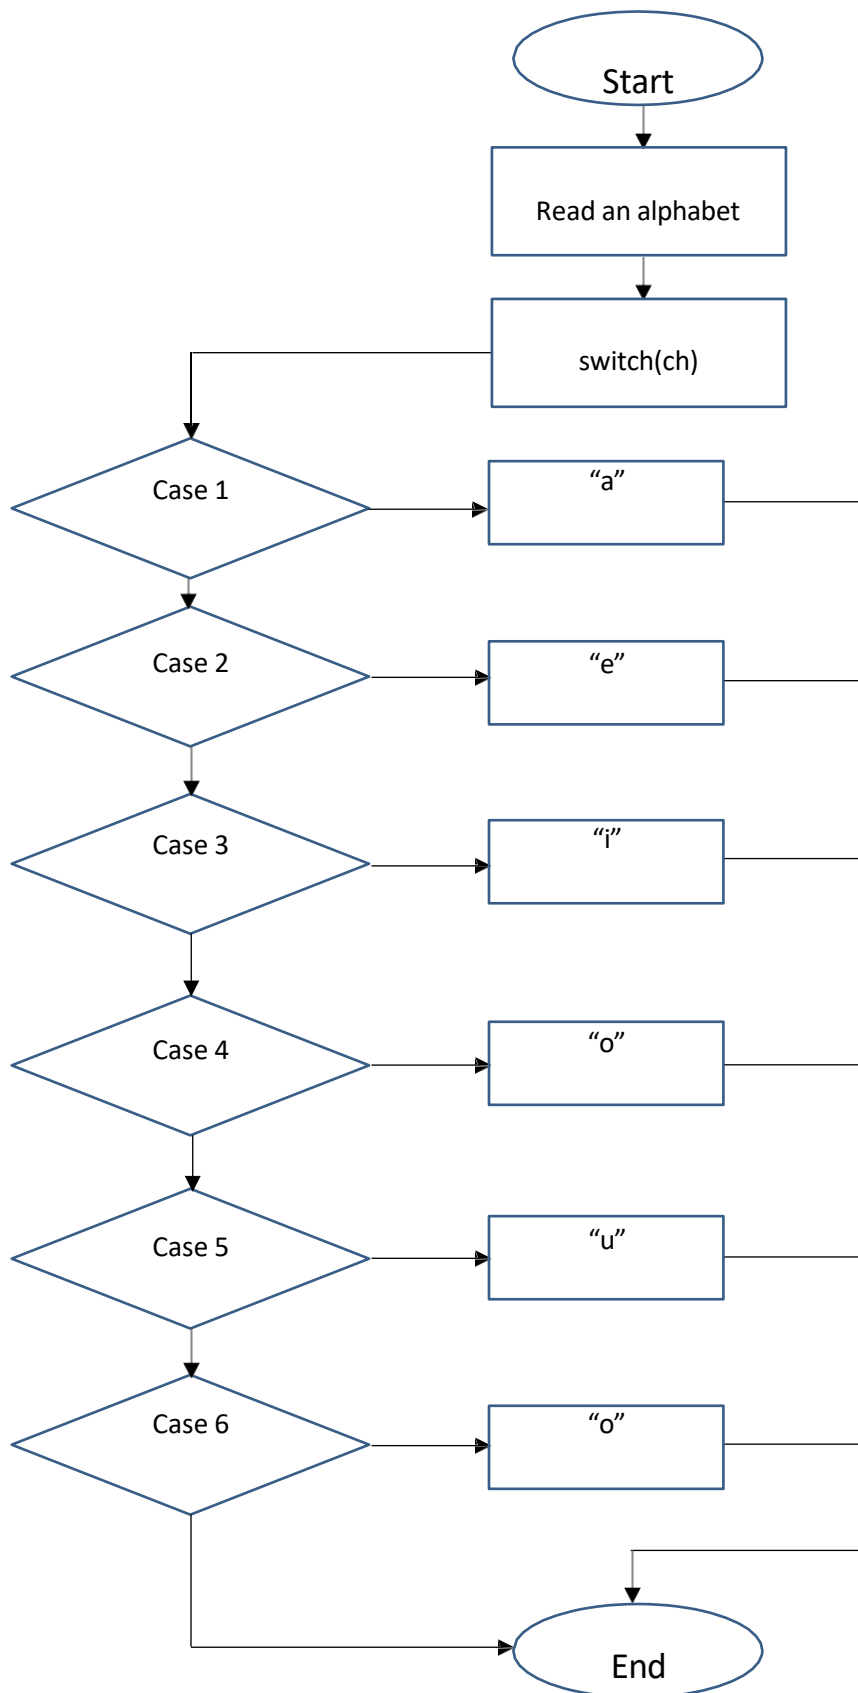 Start
Read an alphabet
switch(ch)
Case 1
“a”
Case 2
“e”
Case 3
“i”
Case 4
“o”
Case 5
“u”
Case 6
“o”
End